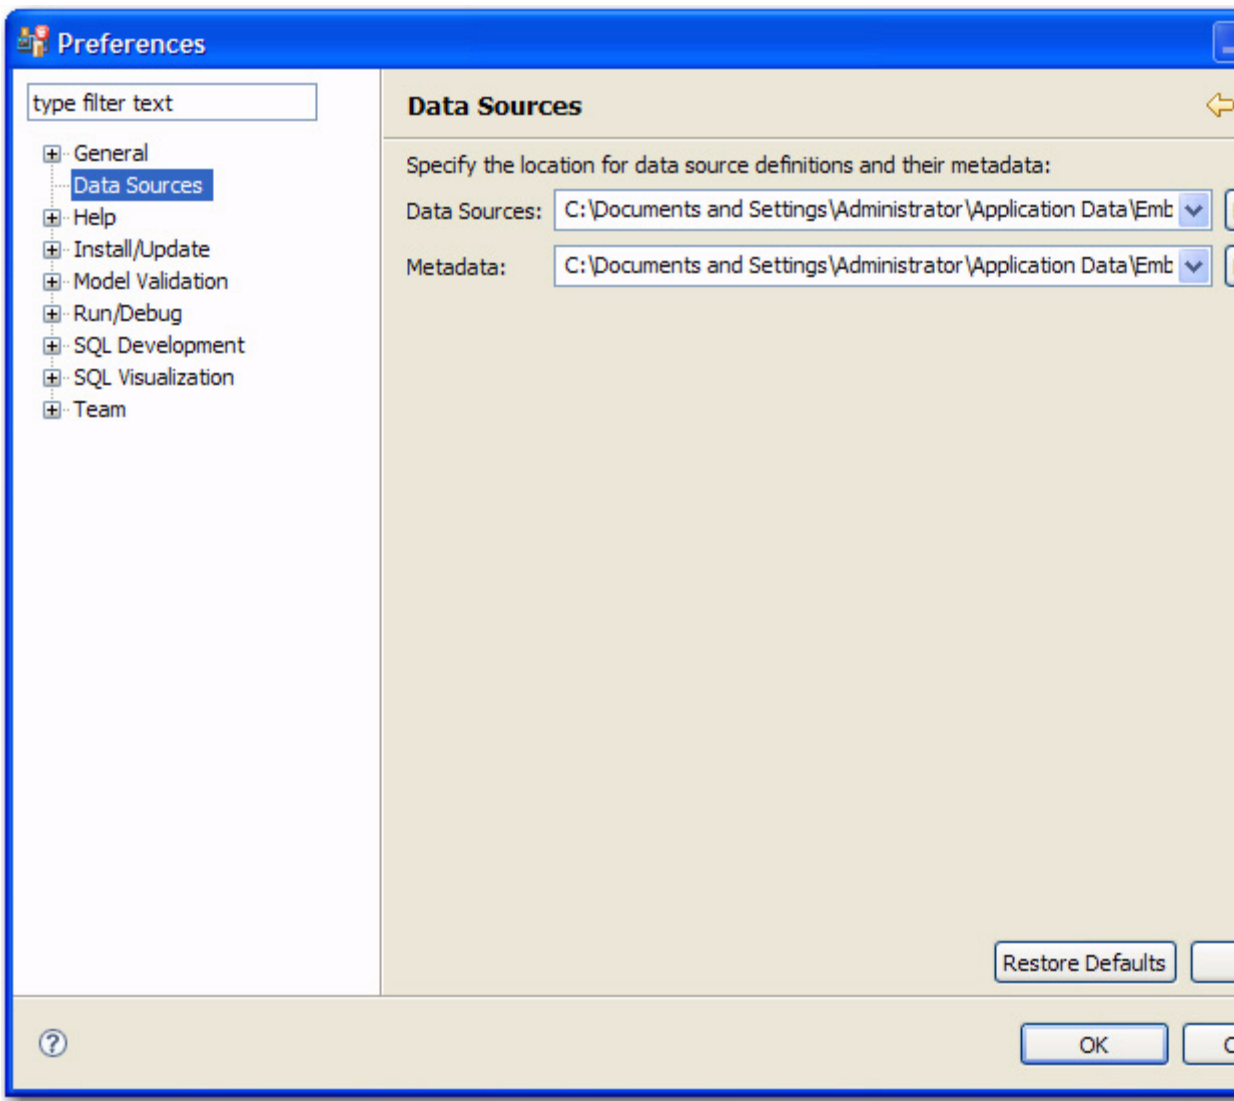 Preferences
type filter text
General
Data Sources
Help
Install/Update
Model Validation
Run/Debug
SQL Development
SQL Visualization
Team
Data Sources
Specify the location for data source definitions and their metadata:
Data Sources: C:\Documents and Settings\Administrator\Application Data\Emb
Metadata: C:\Documents and Settings\Administrator\Application Data\Emb
Restore Defaults
OK